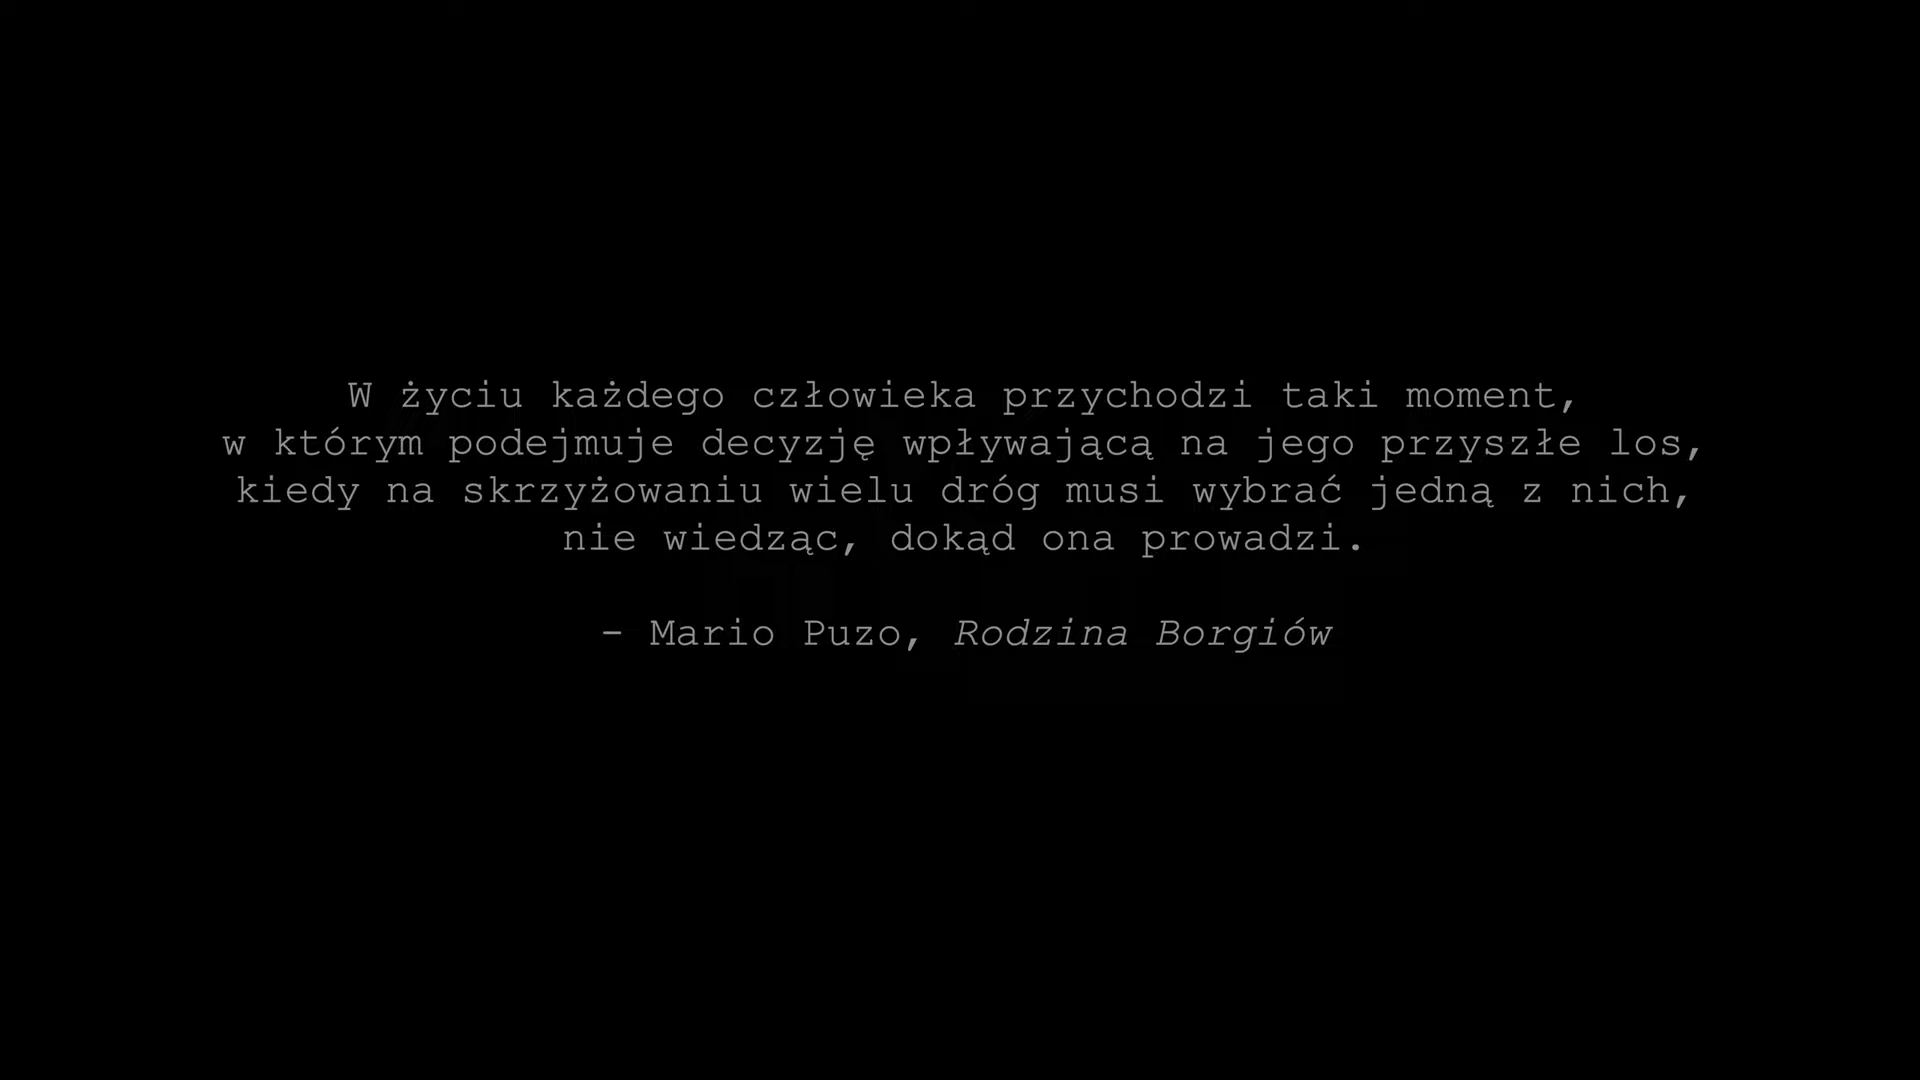 W życiu każdego człowieka przychodzi taki moment,
w którym podejmuje decyzję wpływającą na jego przyszłe los,
kiedy na skrzyżowaniu wielu dróg musi wybrać jedną z nich,
nie wiedząc, dokąd ona prowadzi.
- Mario Puzo, Rodzina Borgiów